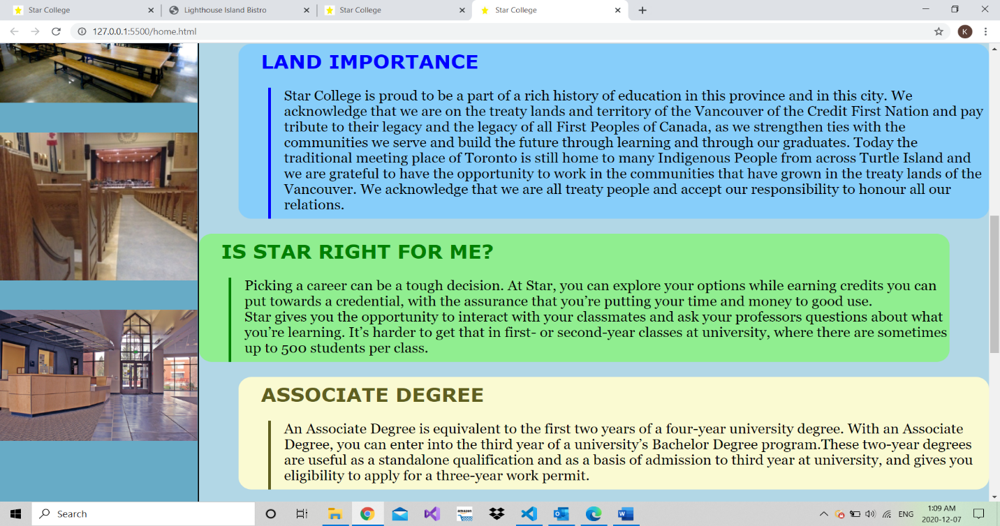 Star College
Lighthouse Island Bistro
Star College
Star College
127.0.0.1:5500/home.html
K
LAND IMPORTANCE
Star College is proud to be a part of a rich history of education in this province and in this city. We
acknowledge that we are on the treaty lands and territory of the Vancouver of the Credit First Nation and pay
tribute to their legacy and the legacy of all First Peoples of Canada, as we strengthen ties with the
communities we serve and build the future through learning and through our graduates. Today the
traditional meeting place of Toronto is still home to many Indigenous People from across Turtle Island and
we are grateful to have the opportunity to work in the communities that have grown in the treaty lands of the
Vancouver. We acknowledge that we are all treaty people and accept our responsibility to honour all our
relations.
IS STAR RIGHT FOR ME?
Picking a career can be a tough decision. At Star, you can explore your options while earning credits you can
put towards a credential, with the assurance that you’re putting your time and money to good use.
Star gives you the opportunity to interact with your classmates and ask your professors questions about what
you’re learning. It’s harder to get that in first- or second-year classes at university, where there are sometimes
up to 500 students per class.
ASSOCIATE DEGREE
An Associate Degree is equivalent to the first two years of a four-year university degree. With an Associate
Degree, you can enter into the third year of a university’s Bachelor Degree program.These two-year degrees
are useful as a standalone qualification and as a basis of admission to third year at university, and gives you
eligibility to apply for a three-year work permit.
Search
amazon
ENG
1:09 AM
2020-12-07